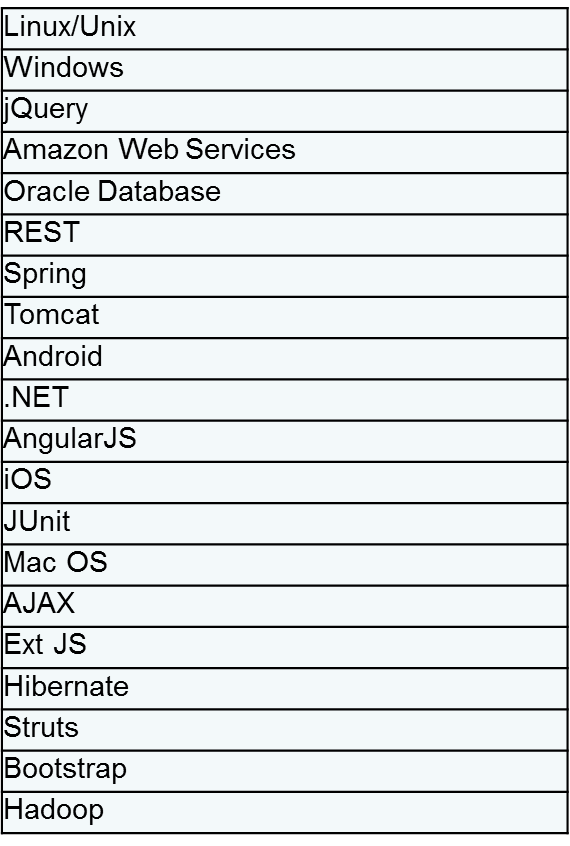 Linux/Unix
Windows
jQuery
Amazon Web Services
Oracle Database
REST
Spring
Tomcat
Android
.NET
AngularJS
iOS
JUnit
Mac OS
AJAX
Ext JS
Hibernate
Struts
Bootstrap
Hadoop